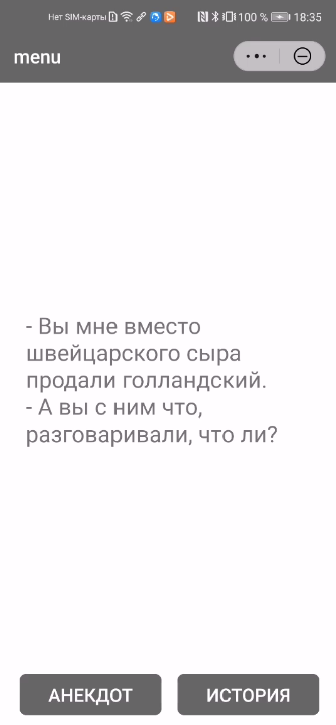 Нет SIM-карты 100 % 18:35
menu
- Вы мне вместо
швейцарского сыра
продали голландский.
- А вы с ним что,
разговаривали, что ли?
АНЕКДОТ ИСТОРИЯ